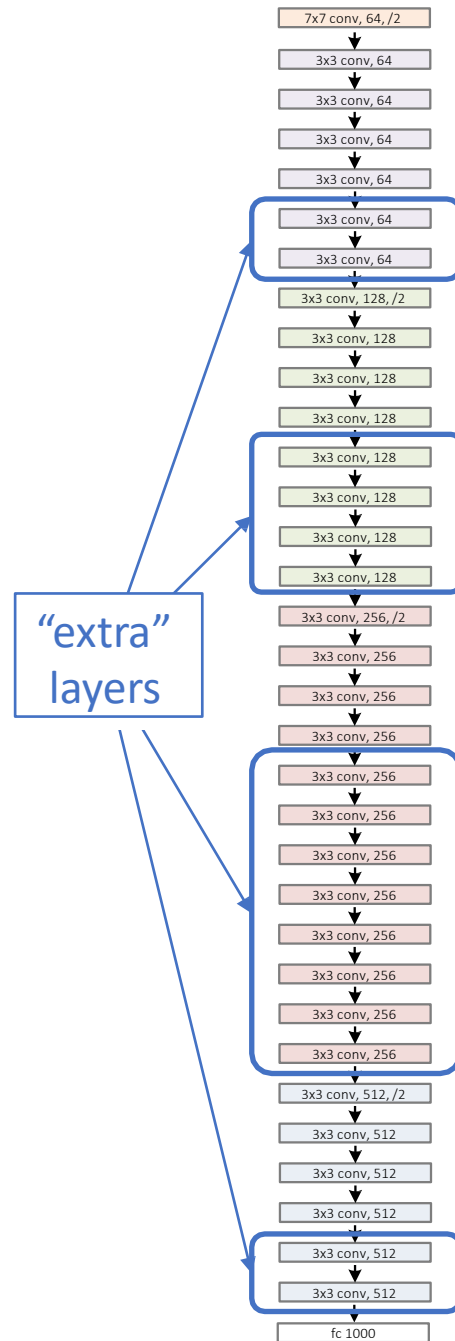 7x7 conv, 64, /2
3x3 conv, 64
3x3 conv, 64
3x3 conv, 64
3x3 conv, 64
3x3 conv, 64
3x3 conv, 64
3x3 conv, 128, /2
3x3 conv, 128
3x3 conv, 128
3x3 conv, 128
3x3 conv, 128
3x3 conv, 128
3x3 conv, 128
3x3 conv, 128
“extra”
layers
3x3 conv, 256, /2
3x3 conv, 256
3x3 conv, 256
3x3 conv, 256
3x3 conv, 256
3x3 conv, 256
3x3 conv, 256
3x3 conv, 256
3x3 conv, 256
3x3 conv, 256
3x3 conv, 256
3x3 conv, 256
3x3 conv, 512, /2
3x3 conv, 512
3x3 conv, 512
3x3 conv, 512
3x3 conv, 512
3x3 conv, 512
fc 1000